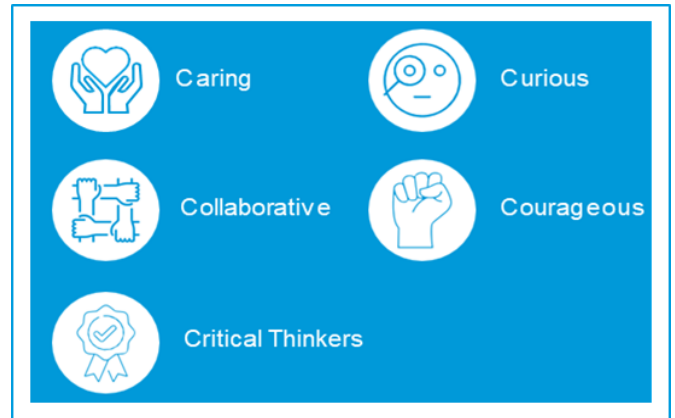 Caring
Curious
Collaborative
Courageous
Critical Thinkers